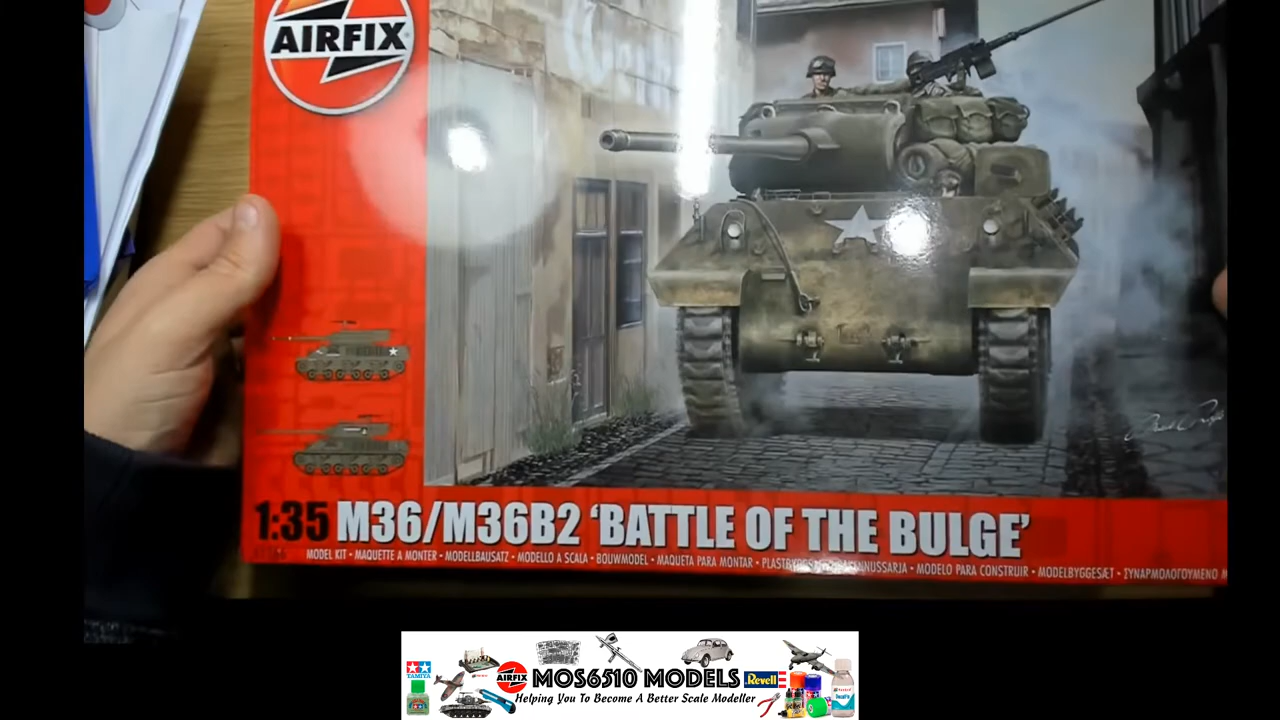 AIRFIX
1:35 M36/M36B2 ‘BATTLE OF THE BULGE’
MODEL KIT • MAQUETTE A MONTER • MODELLBAUSATZ • MODELLO A SCALA • BOUWMODEL • MAQUETA PARA MONTAR • MODELO PARA CONSTRUIR • MODELBYGGESÆT • ΣΥΝΑΡΜΟΛΟΓΟΥΜΕΝΟ
TAMIYA
AIRFIX
MOS6510 MODELS
Revell
Helping You To Become A Better Scale Modeller